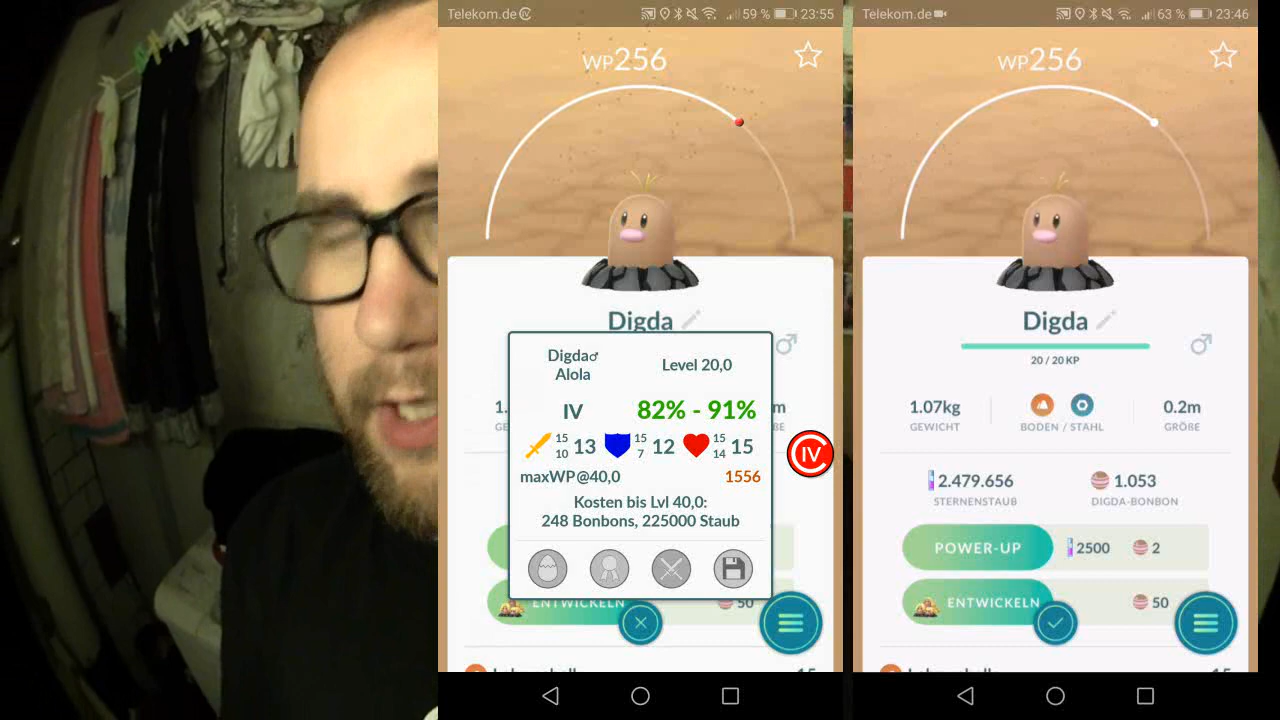 Telekom.de
59 %
23:55
WP256
Digda
Digda♂
Alola
Level 20,0
IV
82% - 91%
15
10
13
15
7
12
15
14
15
maxWP@40,0
1556
Kosten bis Lvl 40,0:
248 Bonbons, 225000 Staub
1.
m
ENTWICKELN
50
IV
15
Telekom.de
63 %
23:46
WP256
Digda
20 / 20 KP
1.07kg
GEWICHT
BODEN / STAHL
0.2m
GRÖßE
2.479.656
STERNENSTAUB
1.053
DIGDA-BONBON
POWER-UP
2500
2
ENTWICKELN
50